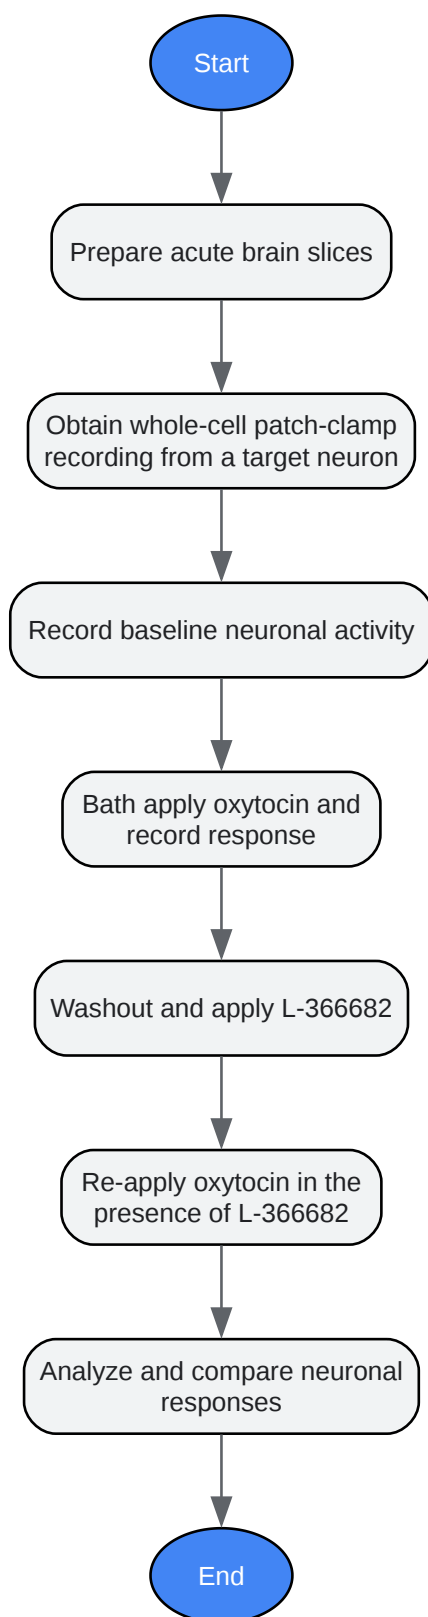 Start
Prepare acute brain slices
Obtain whole-cell patch-clamp
recording from a target neuron
Record baseline neuronal activity
Bath apply oxytocin and
record response
Washout and apply L-366682
Re-apply oxytocin in the
presence of L-366682
Analyze and compare neuronal
responses
End